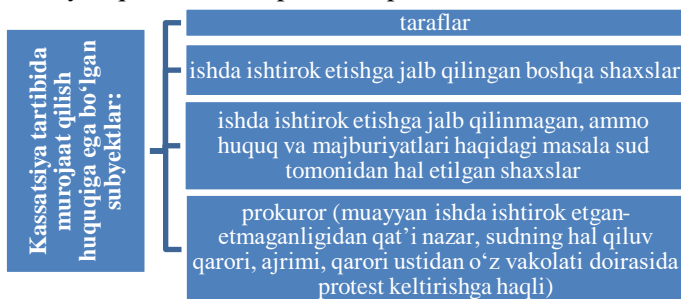 Kassatsiya tartibida
murojaat qilish
huquqiga ega bo‘lgan
subyektlar:
taraflar
ishda ishtirok etishga jalb qilingan boshqa shaxslar
ishda ishtirok etishga jalb qilinmagan, ammo
huquq va majburiyatlari haqidagi masala sud
tomonidan hal etilgan shaxslar
prokuror (muayyan ishda ishtirok etgan-
etmaganligidan qat’i nazar, sudning hal qiluv
qarori, ajrimi, qarori ustidan o‘z vakolati doirasida
protest keltirishga haqli)